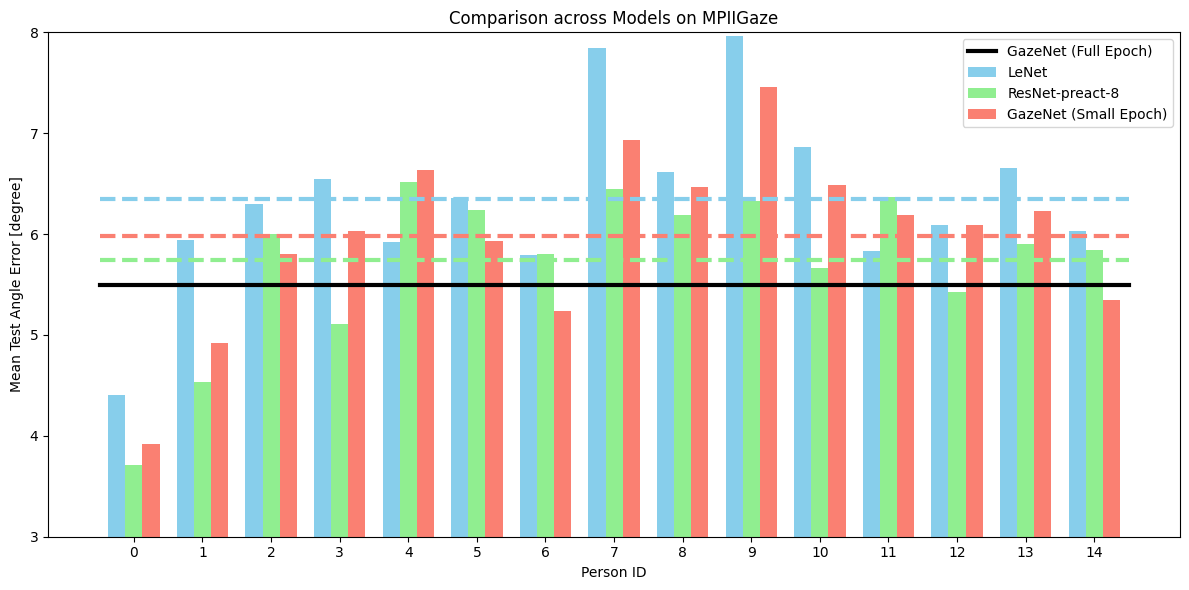 Comparison across Models on MPIIGaze
GazeNet (Full Epoch)
LeNet
ResNet-preact-8
GazeNet (Small Epoch)
Mean Test Angle Error [degree]
8
7
6
5
4
3
0 1 2 3 4 5 6 7 8 9 10 11 12 13 14
Person ID